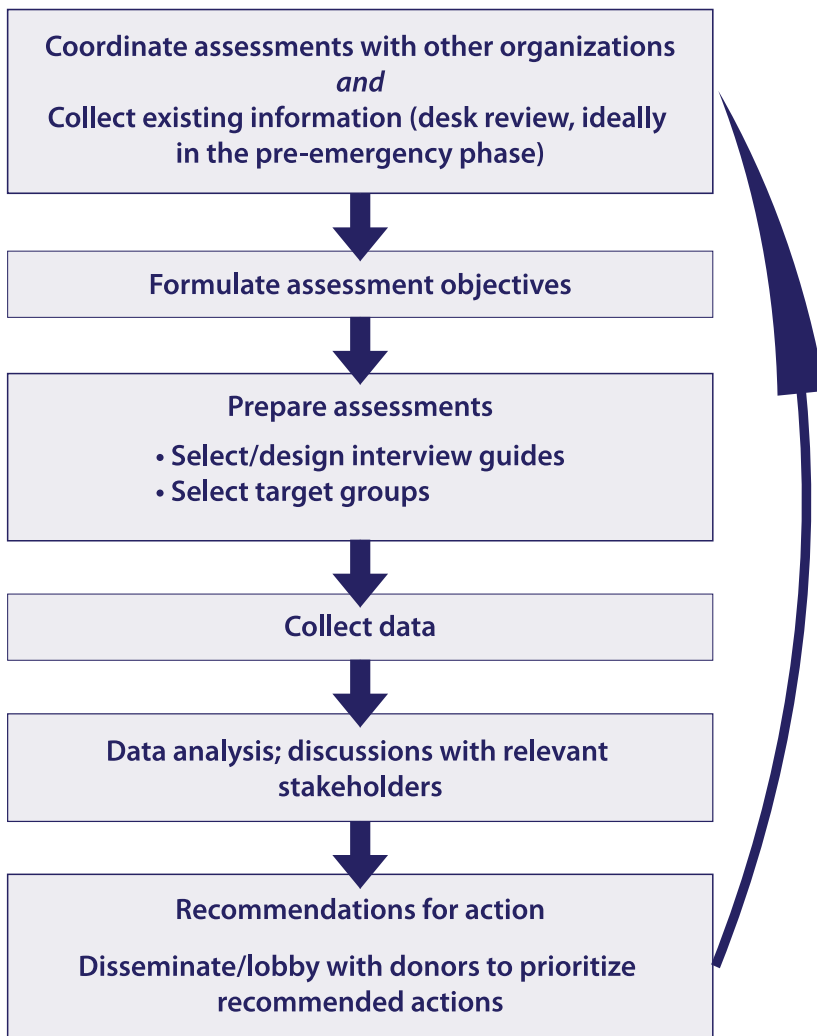 Coordinate assessments with other organizations
and
Collect existing information (desk review, ideally
in the pre-emergency phase)
Formulate assessment objectives
Prepare assessments
• Select/design interview guides
• Select target groups
Collect data
Data analysis; discussions with relevant
stakeholders
Recommendations for action
Disseminate/lobby with donors to prioritize
recommended actions